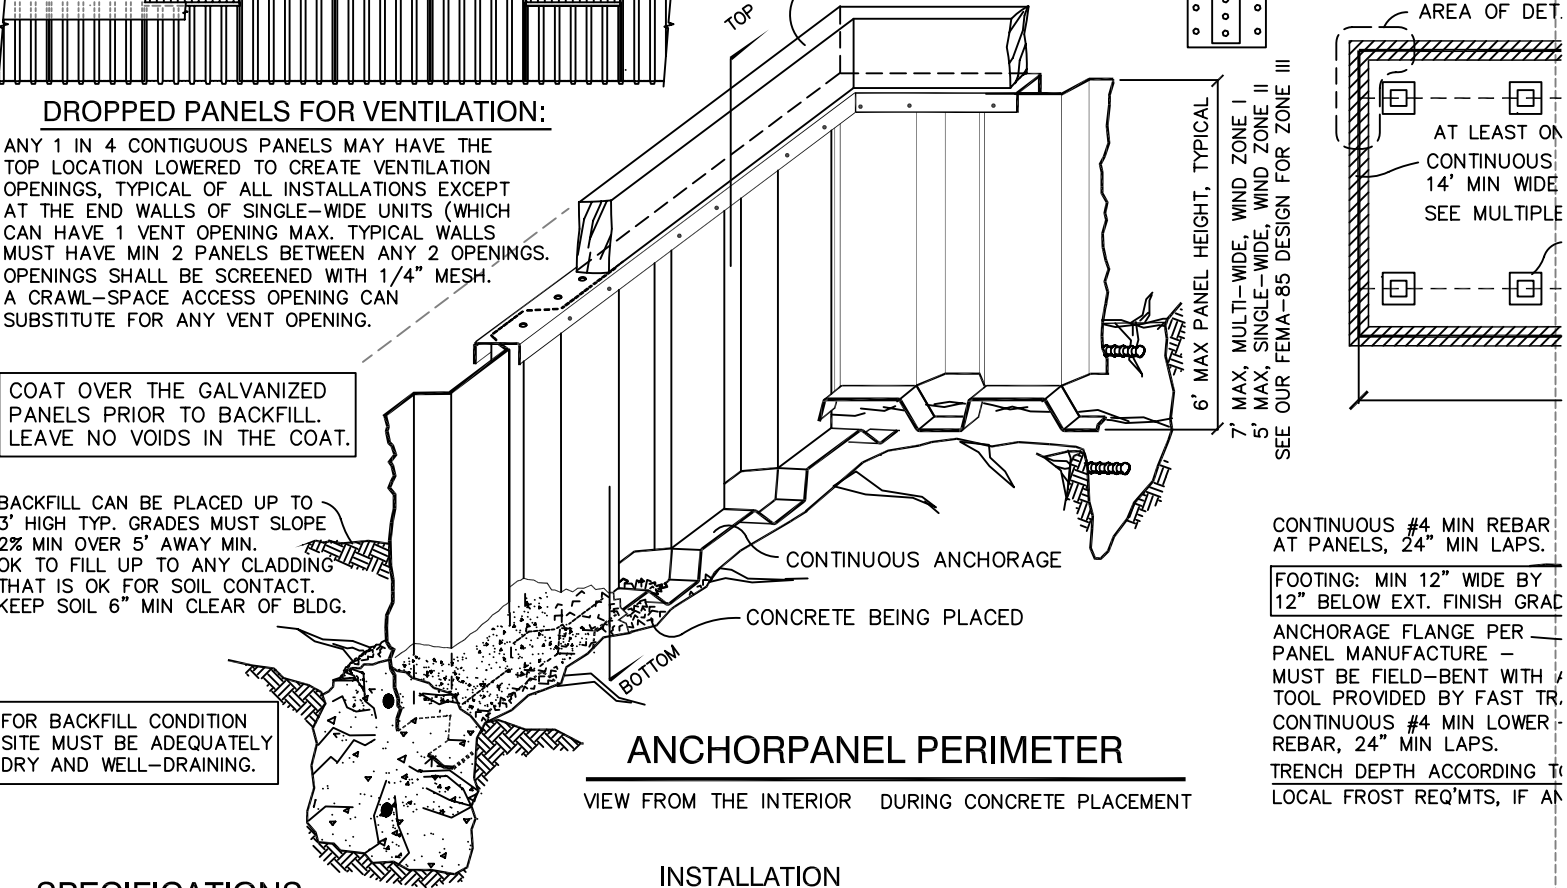 DROPPED PANELS FOR VENTILATION:
ANY 1 IN 4 CONTIGUOUS PANELS MAY HAVE THE
TOP LOCATION LOWERED TO CREATE VENTILATION
OPENINGS, TYPICAL OF ALL INSTALLATIONS EXCEPT
AT THE END WALLS OF SINGLE-WIDE UNITS (WHICH
CAN HAVE 1 VENT OPENING MAX. TYPICAL WALLS
MUST HAVE MIN 2 PANELS BETWEEN ANY 2 OPENINGS.
OPENINGS SHALL BE SCREENED WITH 1/4" MESH.
A CRAWL-SPACE ACCESS OPENING CAN
SUBSTITUTE FOR ANY VENT OPENING.
COAT OVER THE GALVANIZED
PANELS PRIOR TO BACKFILL.
LEAVE NO VOIDS IN THE COAT.
BACKFILL CAN BE PLACED UP TO
3' HIGH TYP. GRADES MUST SLOPE
2% MIN OVER 5' AWAY MIN.
OK TO FILL UP TO ANY CLADDING
THAT IS OK FOR SOIL CONTACT.
KEEP SOIL 6" MIN CLEAR OF BLDG.
FOR BACKFILL CONDITION
SITE MUST BE ADEQUATELY
DRY AND WELL-DRAINING.
SPECIFICATIONS
TOP
BOTTOM
CONTINUOUS ANCHORAGE
CONCRETE BEING PLACED
ANCHORPANEL PERIMETER
VIEW FROM THE INTERIOR DURING CONCRETE PLACEMENT
INSTALLATION
6' MAX PANEL HEIGHT, TYPICAL
7' MAX, MULTI-WIDE, WIND ZONE I
5' MAX, SINGLE-WIDE, WIND ZONE II
SEE OUR FEMA-85 DESIGN FOR ZONE III
AREA OF DET
AT LEAST ON
CONTINUOUS
14' MIN WIDE
SEE MULTIPLE
CONTINUOUS #4 MIN REBAR
AT PANELS, 24" MIN LAPS.
FOOTING: MIN 12" WIDE BY
12" BELOW EXT. FINISH GRAD
ANCHORAGE FLANGE PER
PANEL MANUFACTURE -
MUST BE FIELD-BENT WITH A
TOOL PROVIDED BY FAST TR
CONTINUOUS #4 MIN LOWER
REBAR, 24" MIN LAPS.
TRENCH DEPTH ACCORDING TO
LOCAL FROST REQ'MTS, IF AN